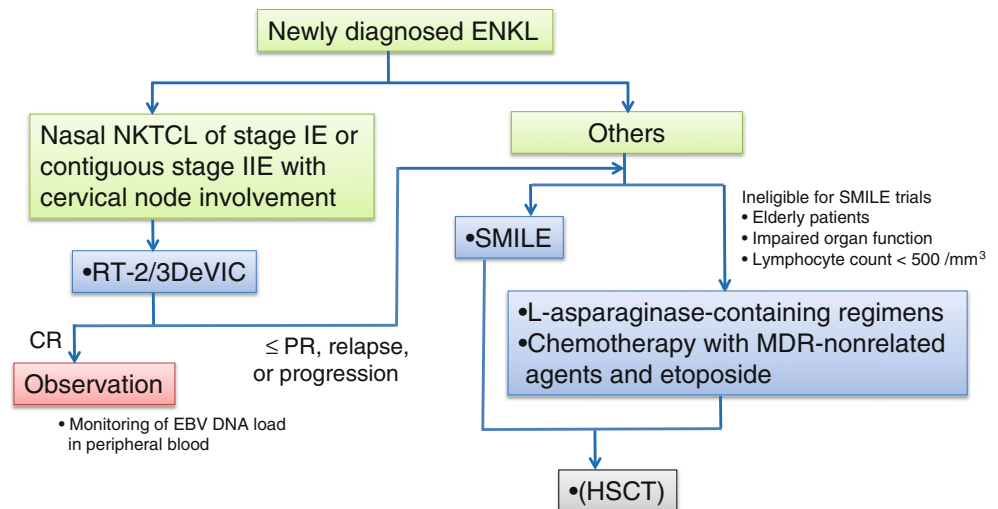 Newly diagnosed ENKL
Nasal NKTCL of stage IE or
contiguous stage IIE with
cervical node involvement
Others
Ineligible for SMILE trials
• Elderly patients
• Impaired organ function
• Lymphocyte count < 500 /mm³
•SMILE
•RT-2/3DeVIC
•L-asparaginase-containing regimens
•Chemotherapy with MDR-nonrelated
agents and etoposide
CR
≤ PR, relapse,
or progression
Observation
• Monitoring of EBV DNA load
in peripheral blood
•(HSCT)